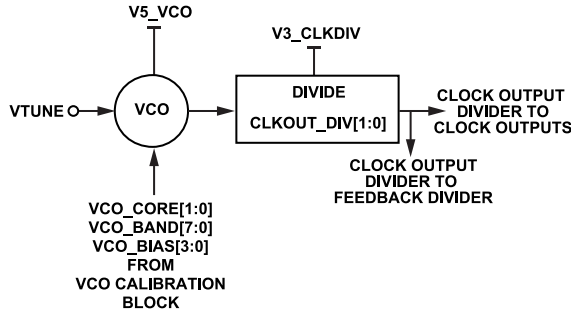 V5_VCO
V3_CLKDIV
VTUNE
VCO
DIVIDE
CLKOUT_DIV[1:0]
CLOCK OUTPUT
DIVIDER TO
CLOCK OUTPUTS
CLOCK OUTPUT
DIVIDER TO
FEEDBACK DIVIDER
VCO_CORE[1:0]
VCO_BAND[7:0]
VCO_BIAS[3:0]
FROM
VCO CALIBRATION
BLOCK